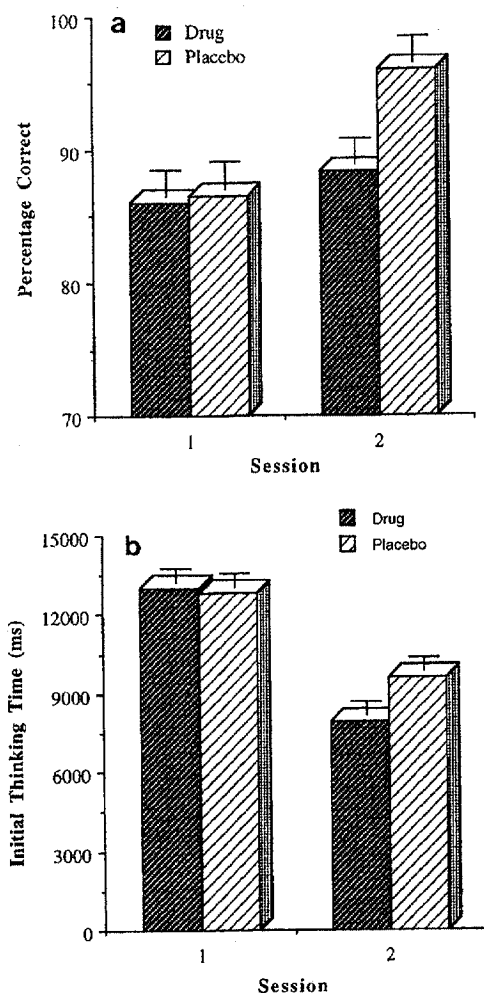 a
Drug
Placebo
100
90
80
70
Percentage Correct
1
2
Session
b
Drug
Placebo
15000
12000
9000
6000
3000
0
Initial Thinking Time (ms)
1
2
Session